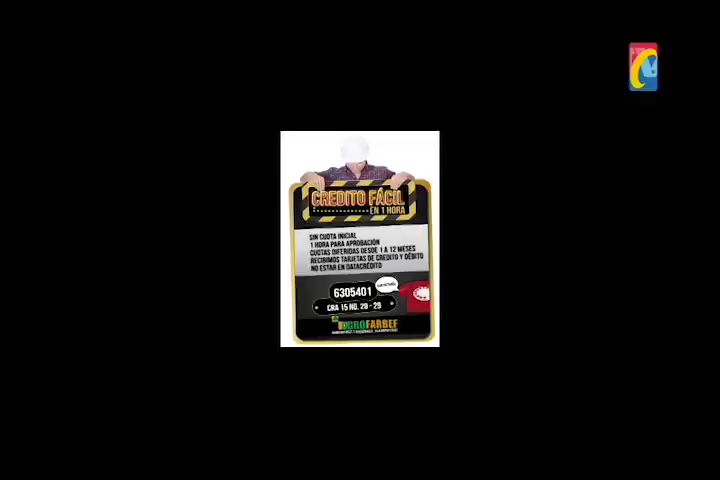 CREDITO FÁCIL
EN 1 HORA
SIN CUOTA INICIAL
1 HORA PARA APROBACIÓN
CUOTAS DIFERIDAS DESDE 1 A 12 MESES
RECIBIMOS TARJETAS DE CREDITO Y DÉBITO
NO ESTAR EN DATACRÉDITO
6305401
CRA 15 NO. 29 - 25
AGROFARBEF